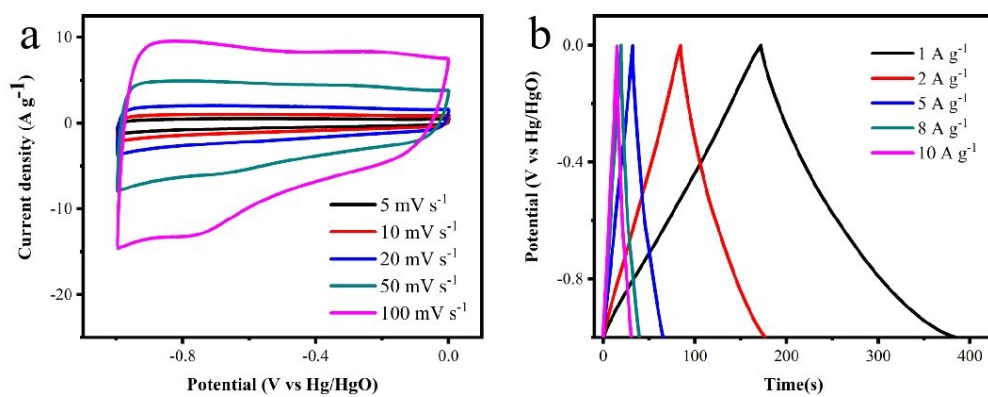 a
10
0
-10
-20
Current density (A g-1)
5 mV s-1
10 mV s-1
20 mV s-1
50 mV s-1
100 mV s-1
-0.8
-0.4
0.0
Potential (V vs Hg/HgO)
b
0.0
-0.4
-0.8
Potential (V vs Hg/HgO)
1 A g-1
2 A g-1
5 A g-1
8 A g-1
10 A g-1
0
100
200
300
400
Time(s)